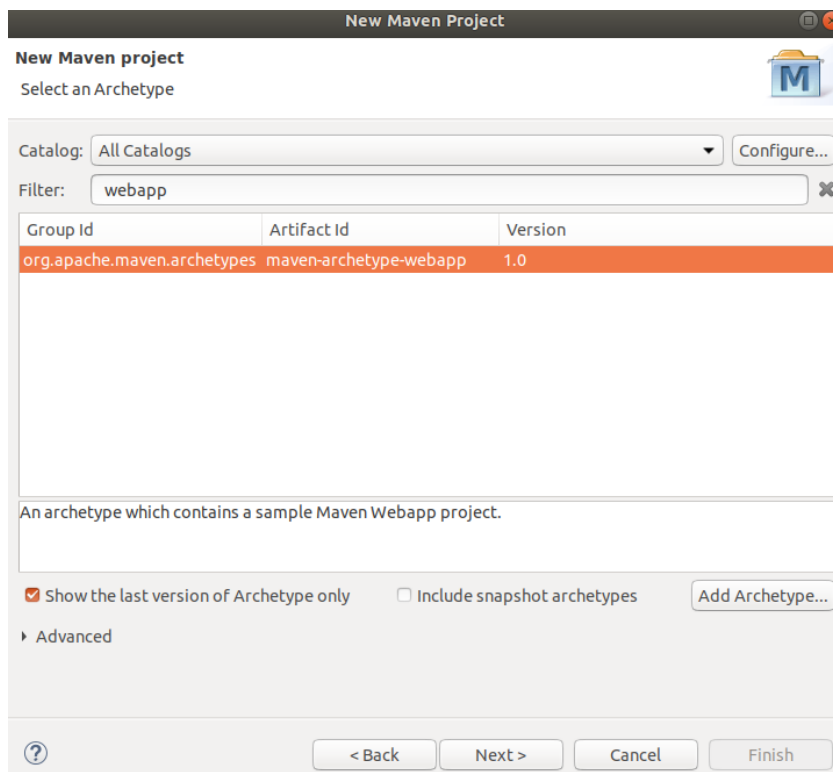 New Maven Project
New Maven project
Select an Archetype
M
Catalog: All Catalogs Configure...
Filter: webapp
Group Id Artifact Id Version
org.apache.maven.archetypes maven-archetype-webapp 1.0
An archetype which contains a sample Maven Webapp project.
Show the last version of Archetype only Include snapshot archetypes Add Archetype...
Advanced
? < Back Next > Cancel Finish